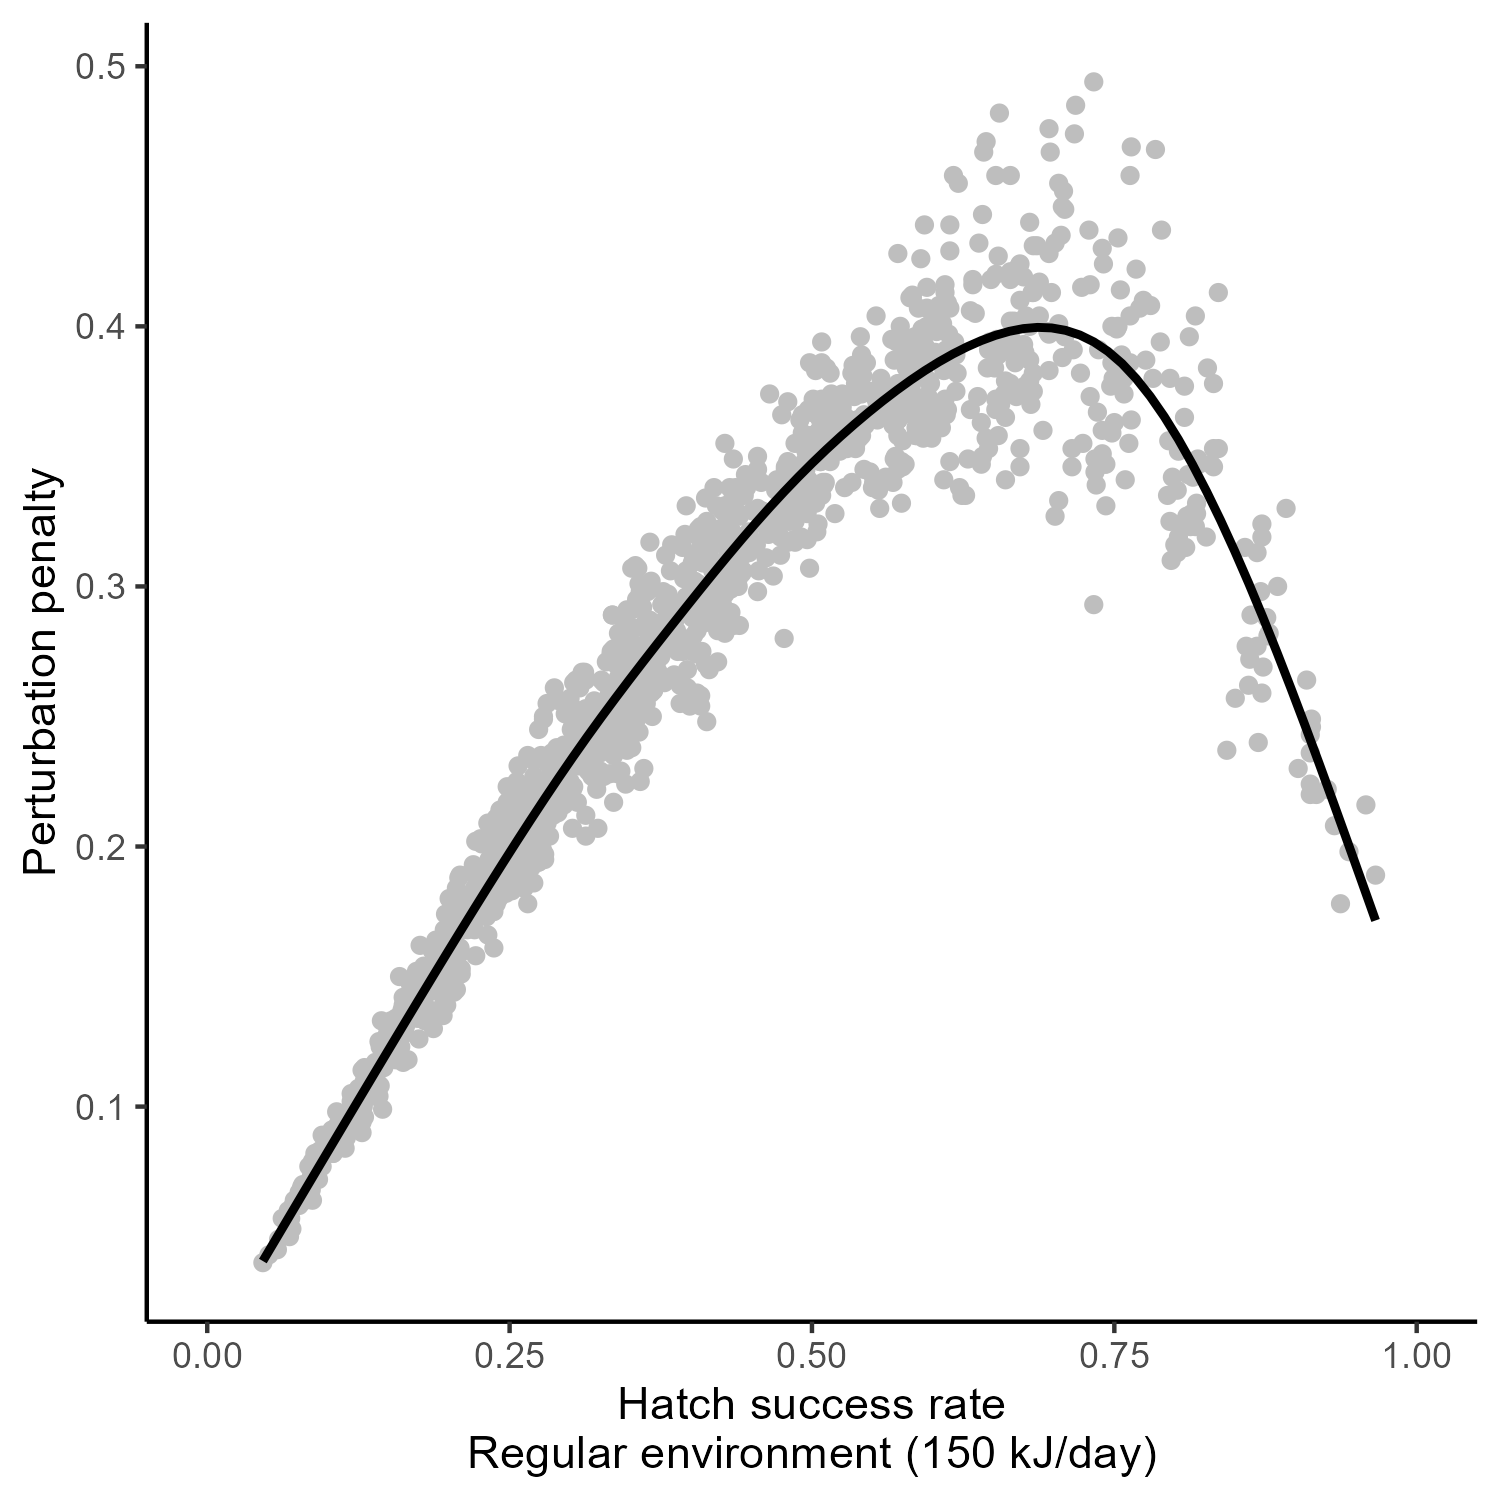 Perturbation penalty
0.5
0.4
0.3
0.2
0.1
0.00 0.25 0.50 0.75 1.00
Hatch success rate
Regular environment (150 kJ/day)